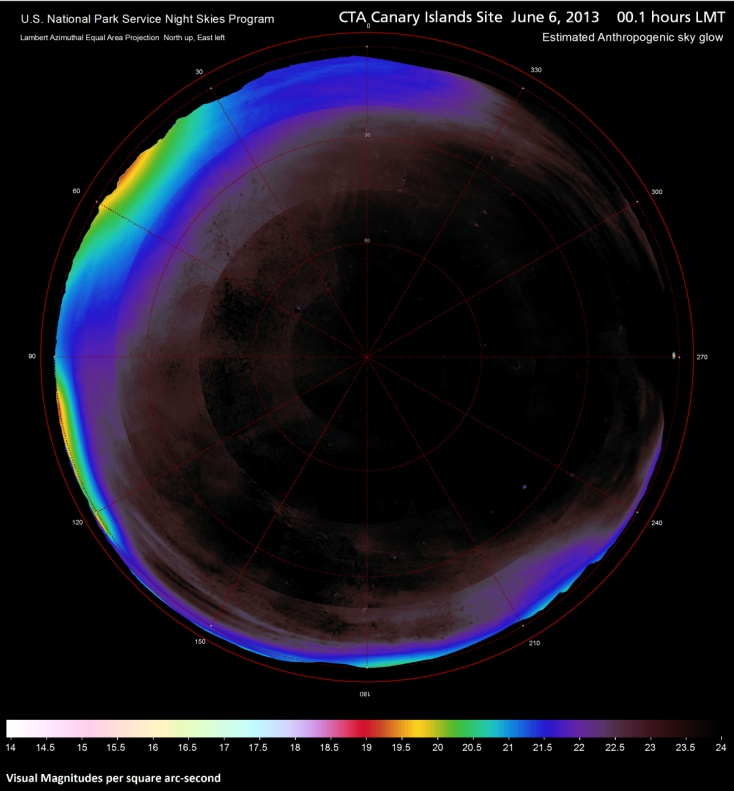 U.S. National Park Service Night Skies Program
CTA Canary Islands Site June 6, 2013 00.1 hours LMT
Lambert Azimuthal Equal Area Projection North up, East left
Estimated Anthropogenic sky glow
0
30
330
30
60
300
60
90
270
120
240
150
210
180
14 14.5 15 15.5 16 16.5 17 17.5 18 18.5 19 19.5 20 20.5 21 21.5 22 22.5 23 23.5 24
Visual Magnitudes per square arc-second